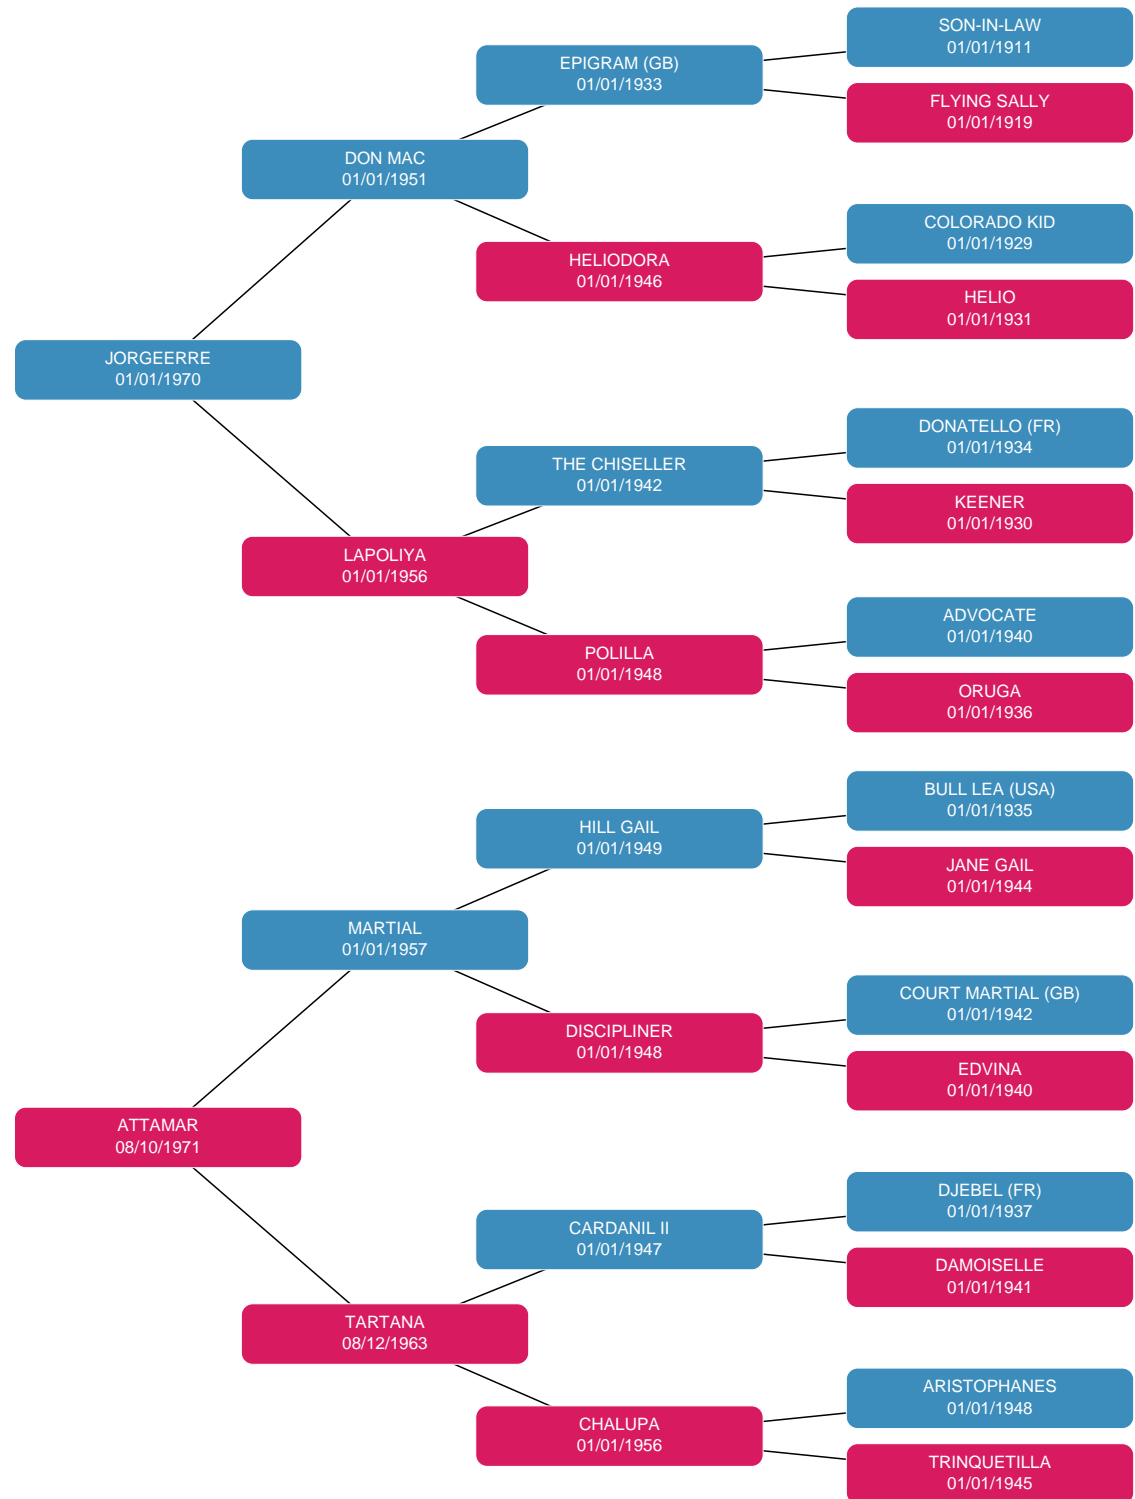 SON-IN-LAW
01/01/1911
EPIGRAM (GB)
01/01/1933
FLYING SALLY
01/01/1919
DON MAC
01/01/1951
COLORADO KID
01/01/1929
HELIODORA
01/01/1946
HELIO
01/01/1931
JORGEERRE
01/01/1970
DONATELLO (FR)
01/01/1934
THE CHISELLER
01/01/1942
KEENER
01/01/1930
LAPOLIYA
01/01/1956
ADVOCATE
01/01/1940
POLILLA
01/01/1948
ORUGA
01/01/1936
BULL LEA (USA)
01/01/1935
HILL GAIL
01/01/1949
JANE GAIL
01/01/1944
MARTIAL
01/01/1957
COURT MARTIAL (GB)
01/01/1942
DISCIPLINER
01/01/1948
EDVINA
01/01/1940
ATTAMAR
08/10/1971
DJEBEL (FR)
01/01/1937
CARDANIL II
01/01/1947
DAMOISELLE
01/01/1941
TARTANA
08/12/1963
ARISTOPHANES
01/01/1948
CHALUPA
01/01/1956
TRINQUETILLA
01/01/1945